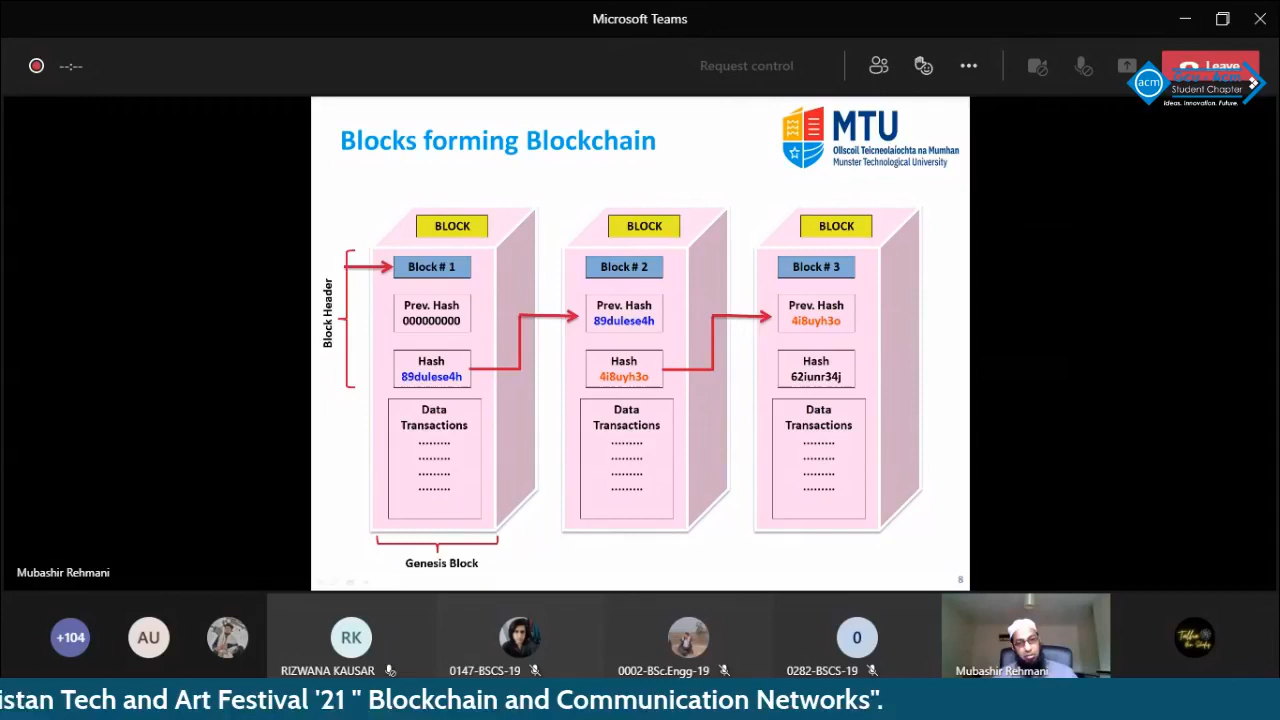 Microsoft Teams
--:--
Request control
Leave
acm
Student Chapter
Ideas. Innovation. Future.
Blocks forming Blockchain
MTU
Ollscoil Teicneolaíochta na Mumhan
Munster Technological University
BLOCK
BLOCK
BLOCK
Block Header
Block # 1
Prev. Hash
000000000
Hash
89dulese4h
Data
Transactions
.........
.........
.........
.........
Block # 2
Prev. Hash
89dulese4h
Hash
4i8uyh3o
Data
Transactions
.........
.........
.........
.........
Block # 3
Prev. Hash
4i8uyh3o
Hash
62iunr34j
Data
Transactions
.........
.........
.........
.........
Genesis Block
8
Mubashir Rehmani
+104
AU
RK
RIZWANA KAUSAR
0147-BSCS-19
0002-BSc.Engg-19
0
0282-BSCS-19
Mubashir Rehmani
istan Tech and Art Festival '21 " Blockchain and Communication Networks".